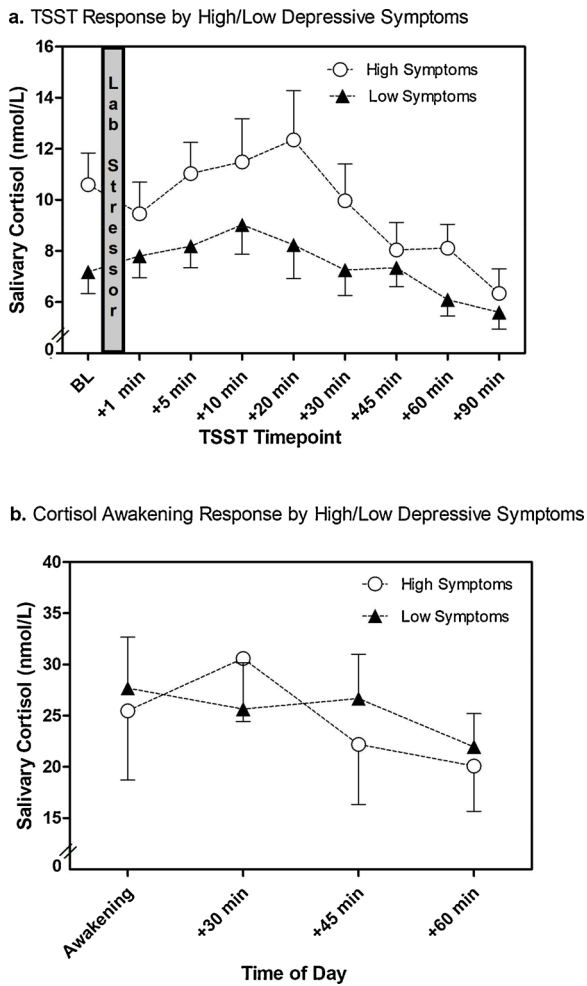 a. TSST Response by High/Low Depressive Symptoms
16
14
12
10
8
6
0
Salivary Cortisol (nmol/L)
Lab Stressor
High Symptoms
Low Symptoms
BL
+1 min
+5 min
+10 min
+20 min
+30 min
+45 min
+60 min
+90 min
TSST Timepoint
b. Cortisol Awakening Response by High/Low Depressive Symptoms
40
35
30
25
20
15
0
Salivary Cortisol (nmol/L)
High Symptoms
Low Symptoms
Awakening
+30 min
+45 min
+60 min
Time of Day